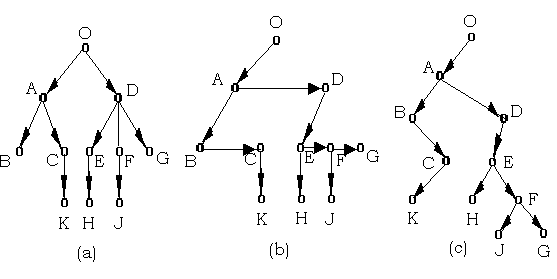 O
A D
B C E F G
K H J
(a)
O
A D
B C E F G
K H J
(b)
O
A
B D
C E
K H F
J G
(c)